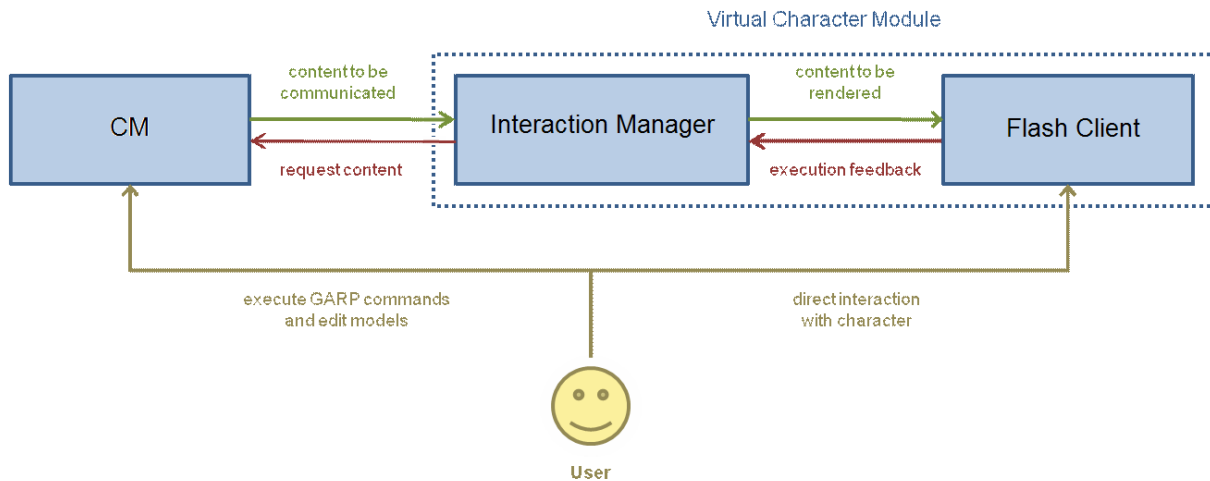 Virtual Character Module
content to be
communicated
content to be
rendered
CM
Interaction Manager
Flash Client
request content
execution feedback
execute GARP commands
and edit models
direct interaction
with character
User